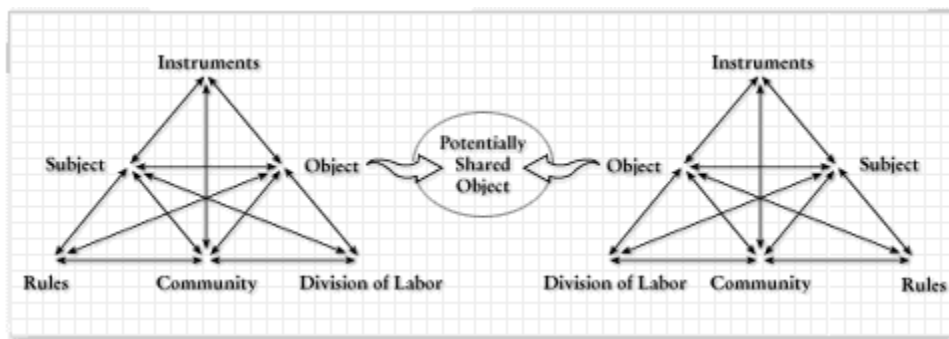 Instruments
Instruments
Potentially
Shared
Object
Subject
Object
Object
Subject
Rules
Community
Division of Labor
Division of Labor
Community
Rules